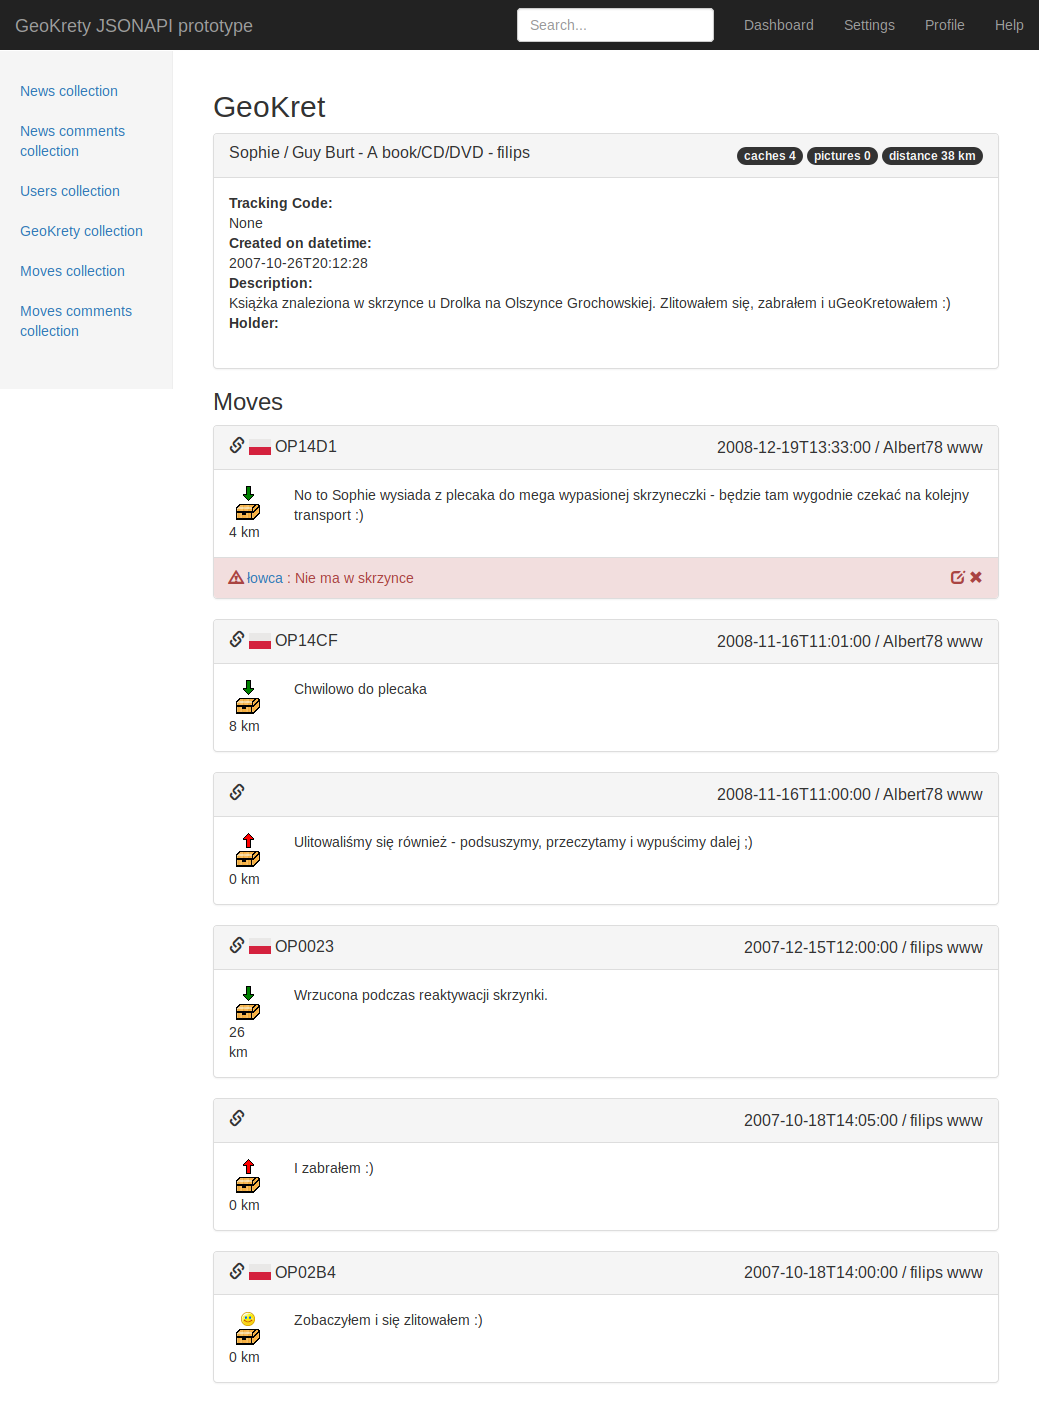 GeoKrety JSONAPI prototype
Search...
Dashboard
Settings
Profile
Help
News collection
News comments
collection
Users collection
GeoKrety collection
Moves collection
Moves comments
collection
GeoKret
Sophie / Guy Burt - A book/CD/DVD - filips
caches 4 pictures 0 distance 38 km
Tracking Code:
None
Created on datetime:
2007-10-26T20:12:28
Description:
Książka znaleziona w skrzynce u Drolka na Olszynce Grochowskiej. Zlitowałem się, zabrałem i uGeoKretowałem :)
Holder:
Moves
OP14D1
2008-12-19T13:33:00 / Albert78 www
No to Sophie wysiada z plecaka do mega wypasionej skrzyneczki - będzie tam wygodnie czekać na kolejny
transport :)
4 km
łowca : Nie ma w skrzynce
OP14CF
2008-11-16T11:01:00 / Albert78 www
Chwilowo do plecaka
8 km
2008-11-16T11:00:00 / Albert78 www
Ulitowaliśmy się również - podsuszymy, przeczytamy i wypuścimy dalej ;)
0 km
OP0023
2007-12-15T12:00:00 / filips www
Wrzucona podczas reaktywacji skrzynki.
26
km
2007-10-18T14:05:00 / filips www
I zabrałem :)
0 km
OP02B4
2007-10-18T14:00:00 / filips www
Zobaczyłem i się zlitowałem :)
0 km